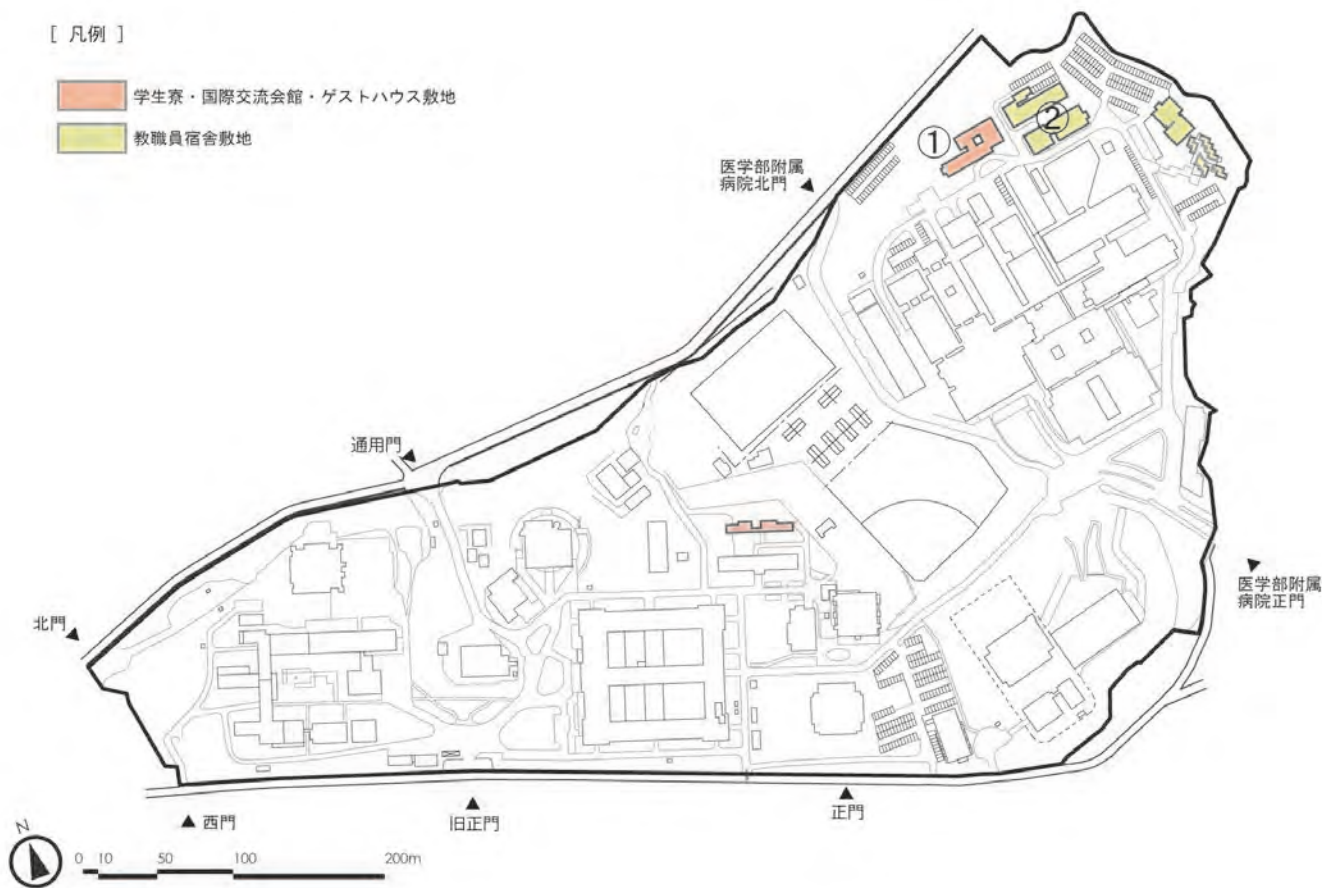 [ 凡例 ]
学生寮・国際交流会館・ゲストハウス敷地
教職員宿舎敷地
①
②
医学部附属
病院北門
通用門
北門
医学部附属
病院正門
西門
旧正門
正門
N
0 10 50 100 200m